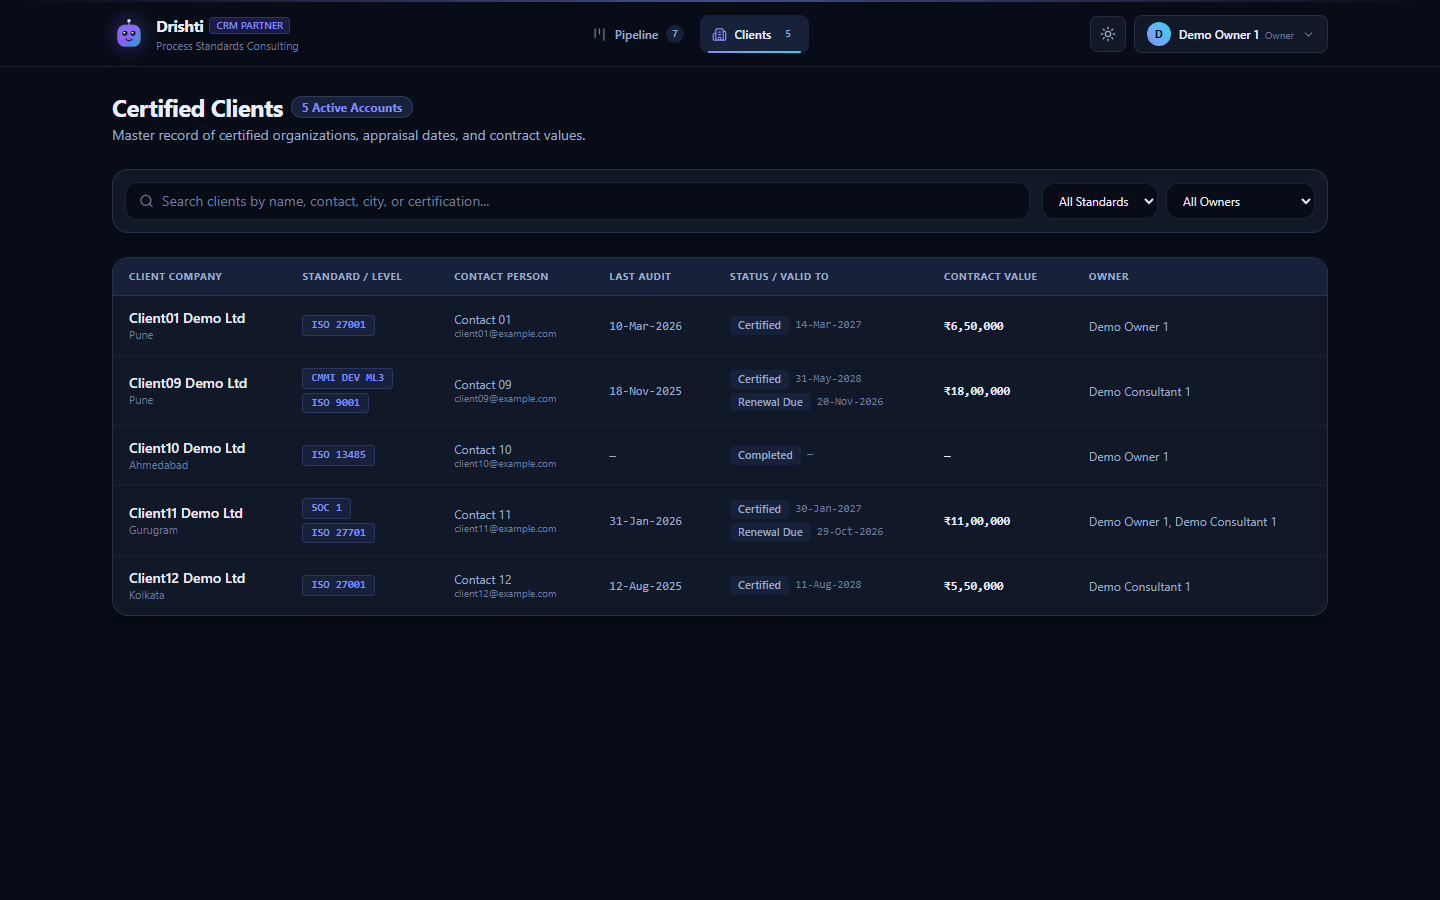 Drishti CRM PARTNER
Process Standards Consulting
Pipeline 7
Clients 5
D Demo Owner 1 Owner
Certified Clients 5 Active Accounts
Master record of certified organizations, appraisal dates, and contract values.
Search clients by name, contact, city, or certification...
All Standards
All Owners
CLIENT COMPANY STANDARD / LEVEL CONTACT PERSON LAST AUDIT STATUS / VALID TO CONTRACT VALUE OWNER
Client01 Demo Ltd
Pune
ISO 27001
Contact 01
client01@example.com
10-Mar-2026
Certified 14-Mar-2027
₹6,50,000
Demo Owner 1
Client09 Demo Ltd
Pune
CMMI DEV ML3
ISO 9001
Contact 09
client09@example.com
18-Nov-2025
Certified 31-May-2028
Renewal Due 20-Nov-2026
₹18,00,000
Demo Consultant 1
Client10 Demo Ltd
Ahmedabad
ISO 13485
Contact 10
client10@example.com
—
Completed —
—
Demo Owner 1
Client11 Demo Ltd
Gurugram
SOC 1
ISO 27701
Contact 11
client11@example.com
31-Jan-2026
Certified 30-Jan-2027
Renewal Due 29-Oct-2026
₹11,00,000
Demo Owner 1, Demo Consultant 1
Client12 Demo Ltd
Kolkata
ISO 27001
Contact 12
client12@example.com
12-Aug-2025
Certified 11-Aug-2028
₹5,50,000
Demo Consultant 1